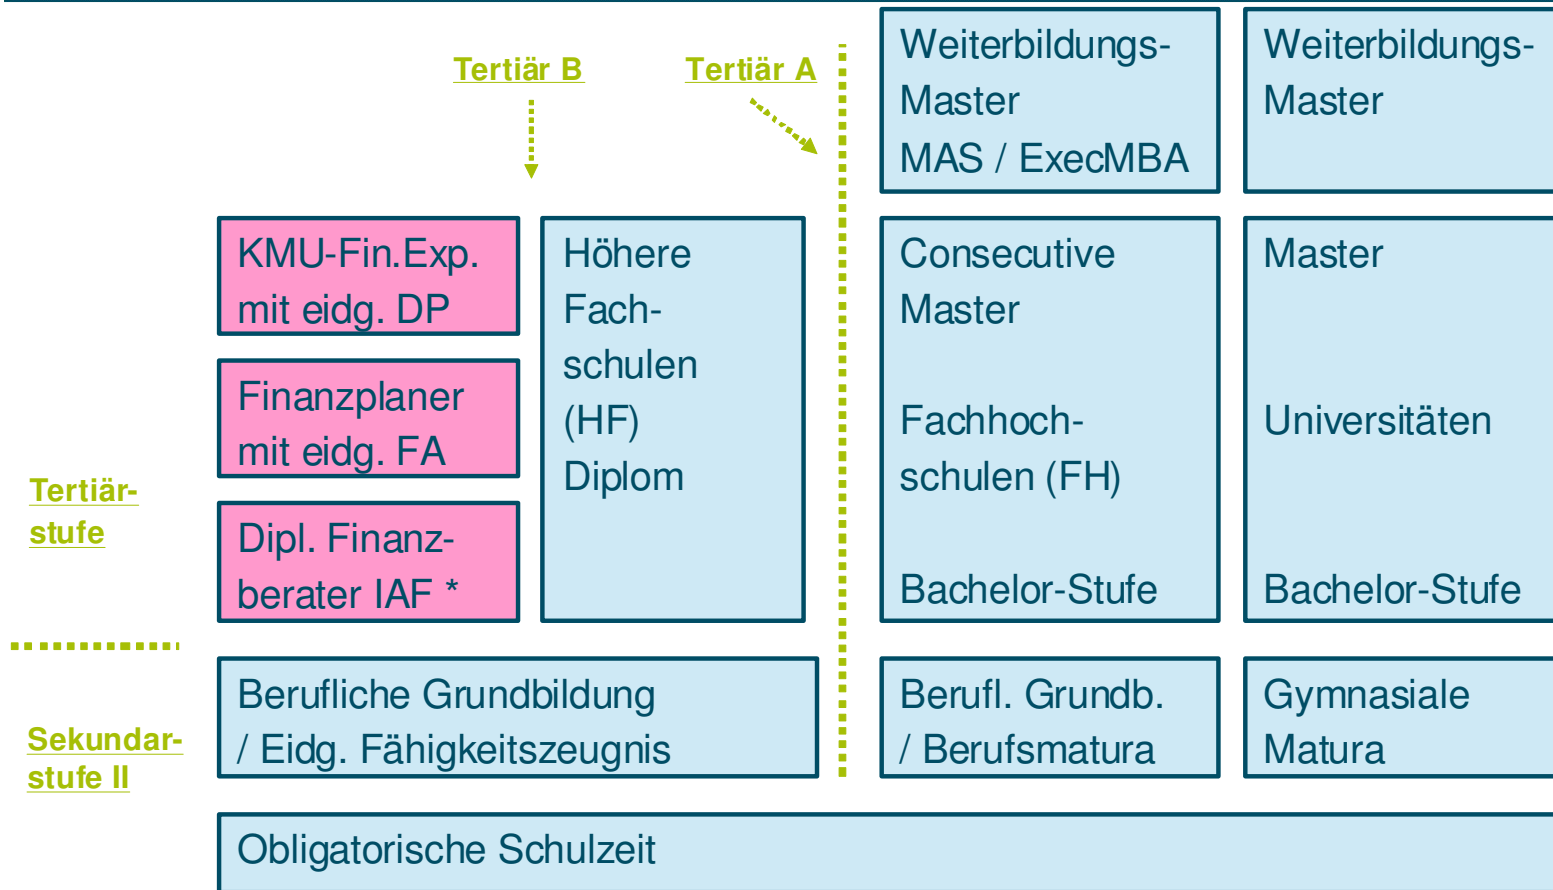 Tertiär B
Tertiär A
Weiterbildungs-
Master
MAS / ExecMBA
Weiterbildungs-
Master
KMU-Fin.Exp.
mit eidg. DP
Finanzplaner
mit eidg. FA
Dipl. Finanz-
berater IAF *
Höhere
Fach-
schulen
(HF)
Diplom
Consecutive
Master
Fachhoch-
schulen (FH)
Bachelor-Stufe
Master
Universitäten
Bachelor-Stufe
Tertiär-
stufe
Berufliche Grundbildung
/ Eidg. Fähigkeitszeugnis
Berufl. Grundb.
/ Berufsmatura
Gymnasiale
Matura
Sekundar-
stufe II
Obligatorische Schulzeit